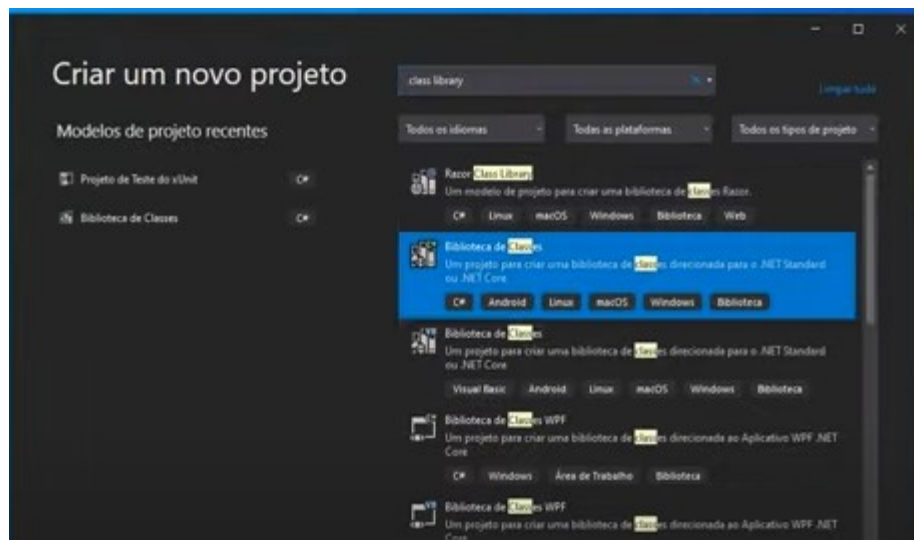 Criar um novo projeto
class library
Limpar tudo
Modelos de projeto recentes
Todos os idiomas
Todas as plataformas
Todos os tipos de projeto
Projeto de Teste do xUnit
C#
Biblioteca de Classes
C#
Razor Class Library
Um modelo de projeto para criar uma biblioteca de classes Razor.
C# Linux macOS Windows Biblioteca Web
Biblioteca de Classes
Um projeto para criar uma biblioteca de classes direcionada para o .NET Standard
ou .NET Core
C# Android Linux macOS Windows Biblioteca
Biblioteca de Classes
Um projeto para criar uma biblioteca de classes direcionada para o .NET Standard
ou .NET Core
Visual Basic Android Linux macOS Windows Biblioteca
Biblioteca de Classes WPF
Um projeto para criar uma biblioteca de classes direcionada ao Aplicativo WPF .NET
Core
C# Windows Área de Trabalho Biblioteca
Biblioteca de Classes WPF
Um projeto para criar uma biblioteca de classes direcionada ao Aplicativo WPF .NET
Core